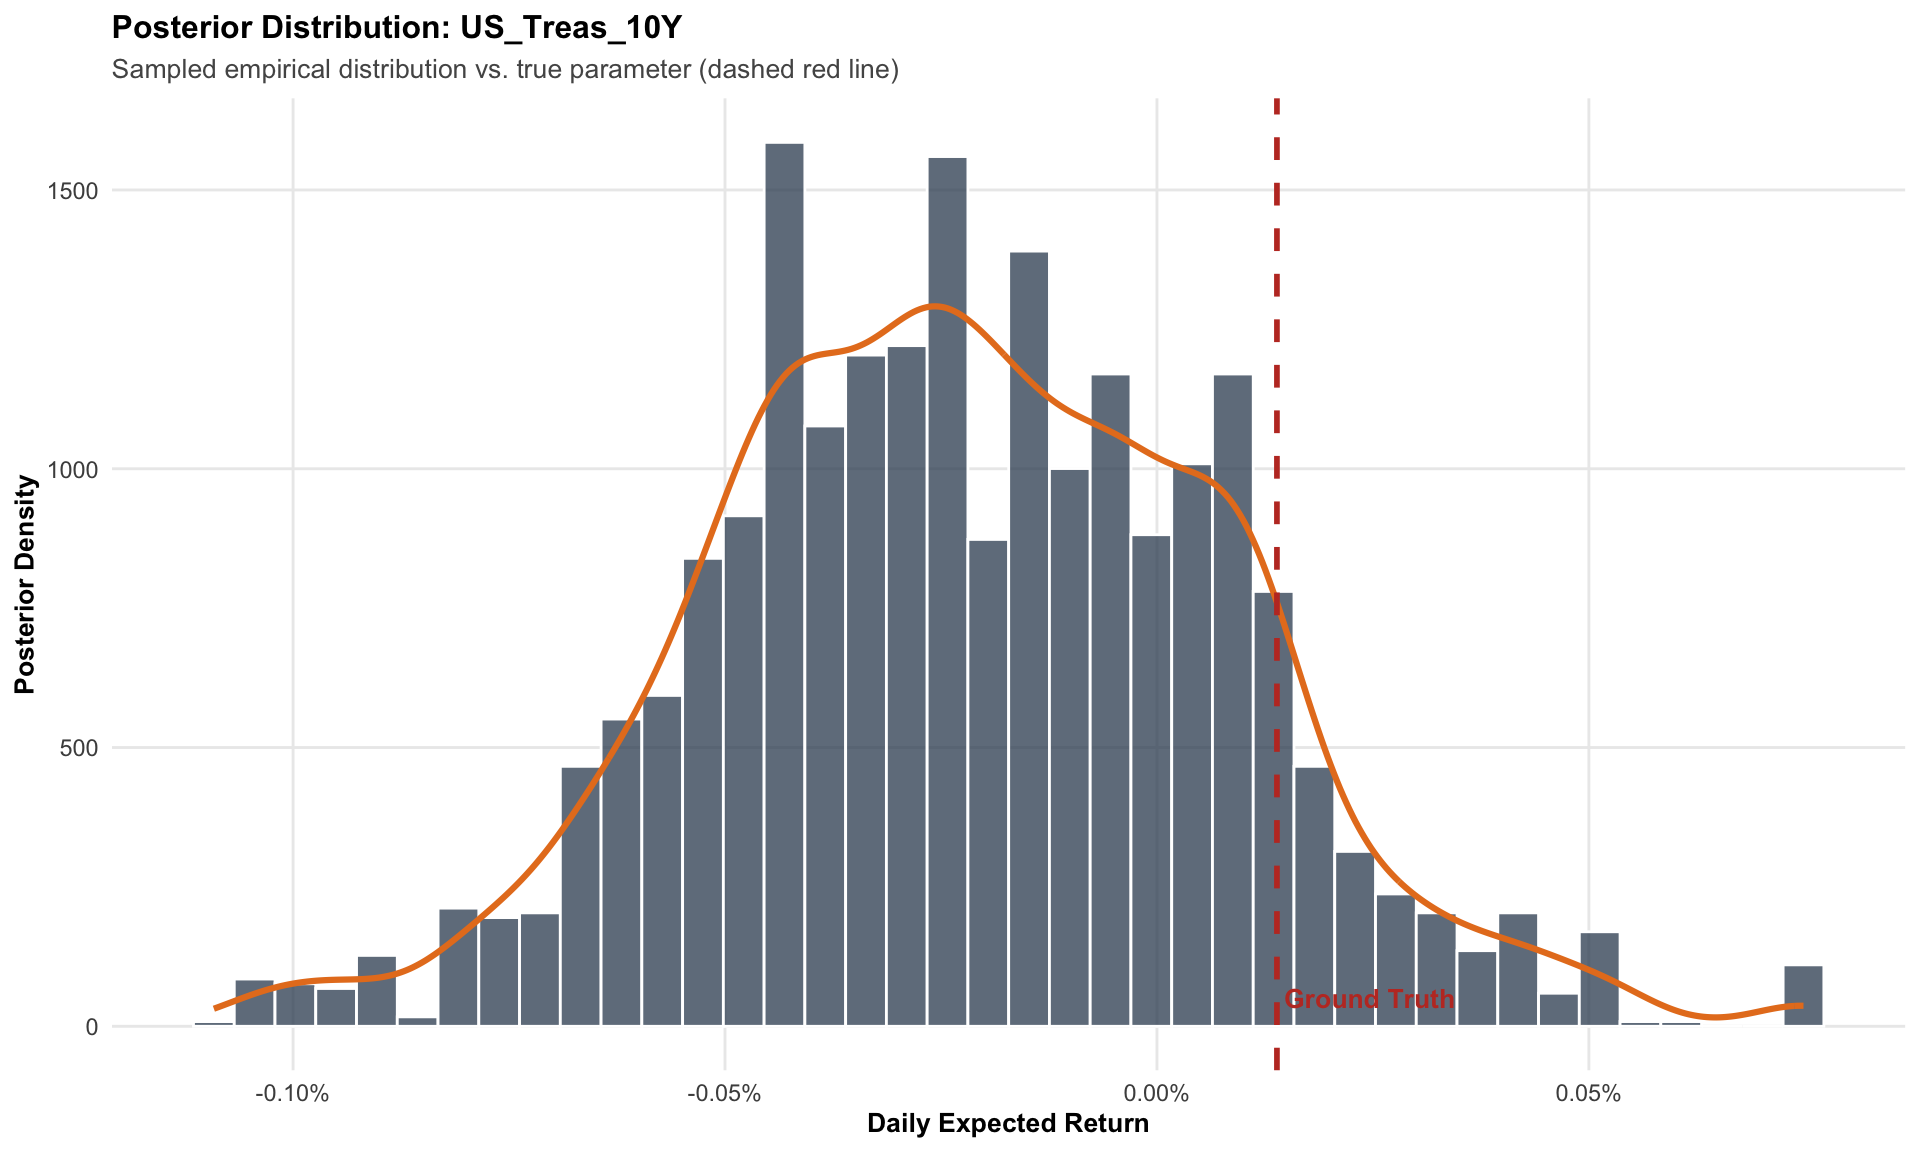 Posterior Distribution: US_Treas_10Y
Sampled empirical distribution vs. true parameter (dashed red line)
Posterior Density
1500
1000
500
0
Ground Truth
-0.10%
-0.05%
0.00%
0.05%
Daily Expected Return